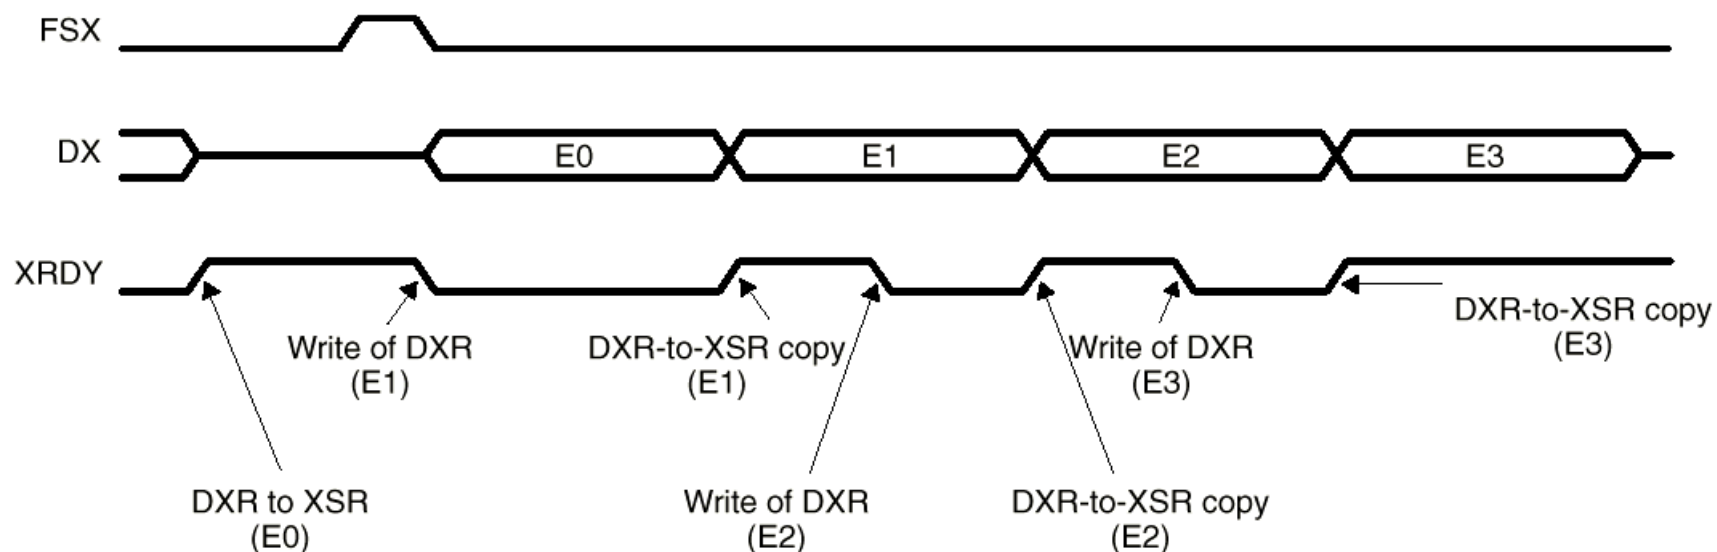 FSX
DX
E0
E1
E2
E3
XRDY
Write of DXR
(E1)
DXR-to-XSR copy
(E1)
Write of DXR
(E3)
DXR-to-XSR copy
(E3)
DXR to XSR
(E0)
Write of DXR
(E2)
DXR-to-XSR copy
(E2)